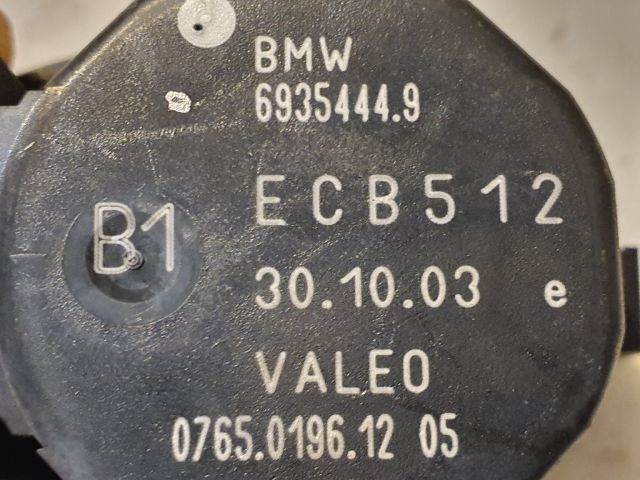 BMW
6935444.9
ECB512
B1
30.10.03 e
VALEO
0765.0196.12 05